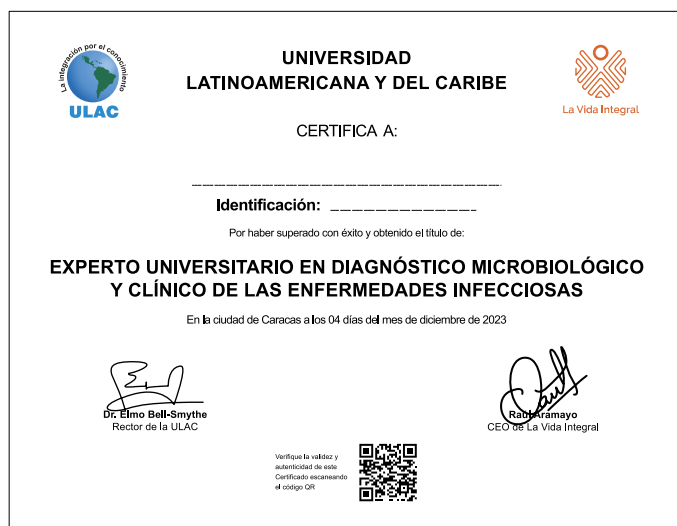 La integración por el conocimiento
ULAC
UNIVERSIDAD
LATINOAMERICANA Y DEL CARIBE
La Vida Integral
CERTIFICA A:
Identificación:
Por haber superado con éxito y obtenido el título de:
EXPERTO UNIVERSITARIO EN DIAGNÓSTICO MICROBIOLÓGICO
Y CLÍNICO DE LAS ENFERMEDADES INFECCIOSAS
En la ciudad de Caracas a los 04 días del mes de diciembre de 2023
Dr. Elmo Bell-Smythe
Rector de la ULAC
Raúl Aramayo
CEO de La Vida Integral
Verifique la validez y
autenticidad de este
Certificado escaneando
el código QR